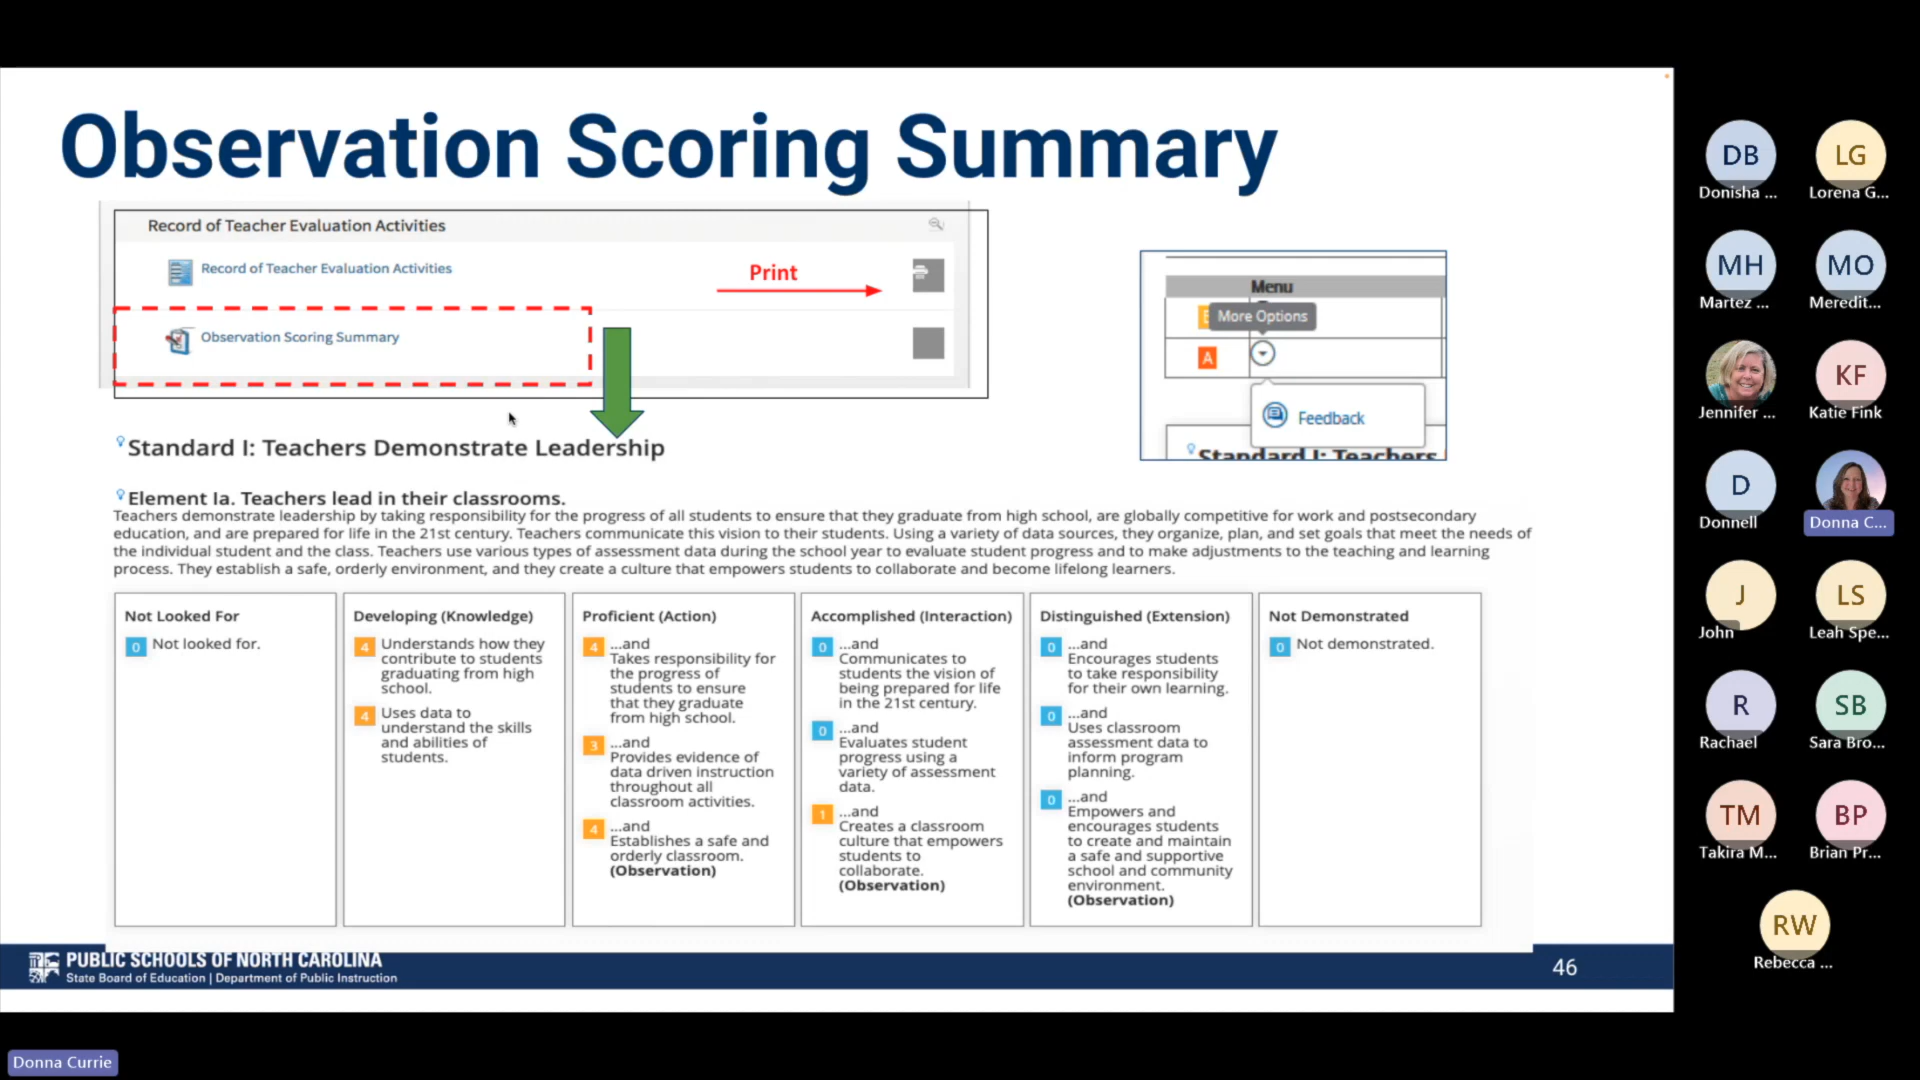 Observation Scoring Summary
Record of Teacher Evaluation Activities
Record of Teacher Evaluation Activities
Print
Observation Scoring Summary
Menu
More Options
A
Feedback
Standard I: Teachers
Standard I: Teachers Demonstrate Leadership
Element Ia. Teachers lead in their classrooms.
Teachers demonstrate leadership by taking responsibility for the progress of all students to ensure that they graduate from high school, are globally competitive for work and postsecondary
education, and are prepared for life in the 21st century. Teachers communicate this vision to their students. Using a variety of data sources, they organize, plan, and set goals that meet the needs of
the individual student and the class. Teachers use various types of assessment data during the school year to evaluate student progress and to make adjustments to the teaching and learning
process. They establish a safe, orderly environment, and they create a culture that empowers students to collaborate and become lifelong learners.
Not Looked For
0 Not looked for.
Developing (Knowledge)
4 Understands how they
contribute to students
graduating from high
school.
4 Uses data to
understand the skills
and abilities of
students.
Proficient (Action)
4 ...and
Takes responsibility for
the progress of
students to ensure
that they graduate
from high school.
3 ...and
Provides evidence of
data driven instruction
throughout all
classroom activities.
4 ...and
Establishes a safe and
orderly classroom.
(Observation)
Accomplished (Interaction)
0 ...and
Communicates to
students the vision of
being prepared for life
in the 21st century.
0 ...and
Evaluates student
progress using a
variety of assessment
data.
1 ...and
Creates a classroom
culture that empowers
students to
collaborate.
(Observation)
Distinguished (Extension)
0 ...and
Encourages students
to take responsibility
for their own learning.
0 ...and
Uses classroom
assessment data to
inform program
planning.
0 ...and
Empowers and
encourages students
to create and maintain
a safe and supportive
school and community
environment.
(Observation)
Not Demonstrated
0 Not demonstrated.
PUBLIC SCHOOLS OF NORTH CAROLINA
State Board of Education | Department of Public Instruction
46
DB
Donisha ...
LG
Lorena G...
MH
Martez ...
MO
Meredit...
Jennifer ...
KF
Katie Fink
D
Donnell
Donna C...
J
John
LS
Leah Spe...
R
Rachael
SB
Sara Bro...
TM
Takira M...
BP
Brian Pr...
RW
Rebecca ...
Donna Currie